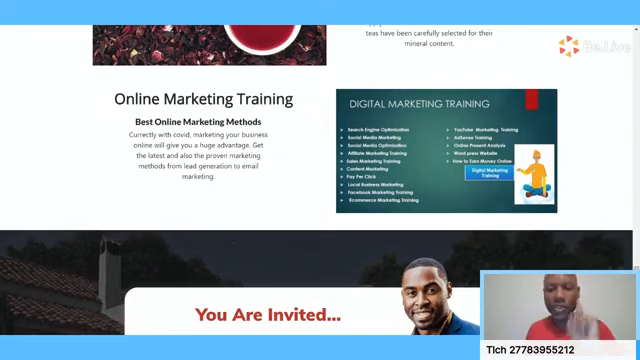 teas have been carefully selected for their
mineral content.
Be.Live
Online Marketing Training
Best Online Marketing Methods
Currectly with covid, marketing your business
online will give you a huge advantage. Get
the latest and also the proven marketing
methods from lead generation to email
marketing.
DIGITAL MARKETING TRAINING
Search Engine Optimization
Social Media Marketing
Social Media Optimization
Affiliate Marketing Training
Sales Marketing Training
Content Marketing
Pay Per Click
Local Business Marketing
Facebook Marketing Training
Ecommerce Marketing Training
YouTube Marketing Training
AdSense Training
Online Present Analysis
Word press Website
How to Earn Money Online
Digital Marketing
Training
You Are Invited...
Tlch 27783955212